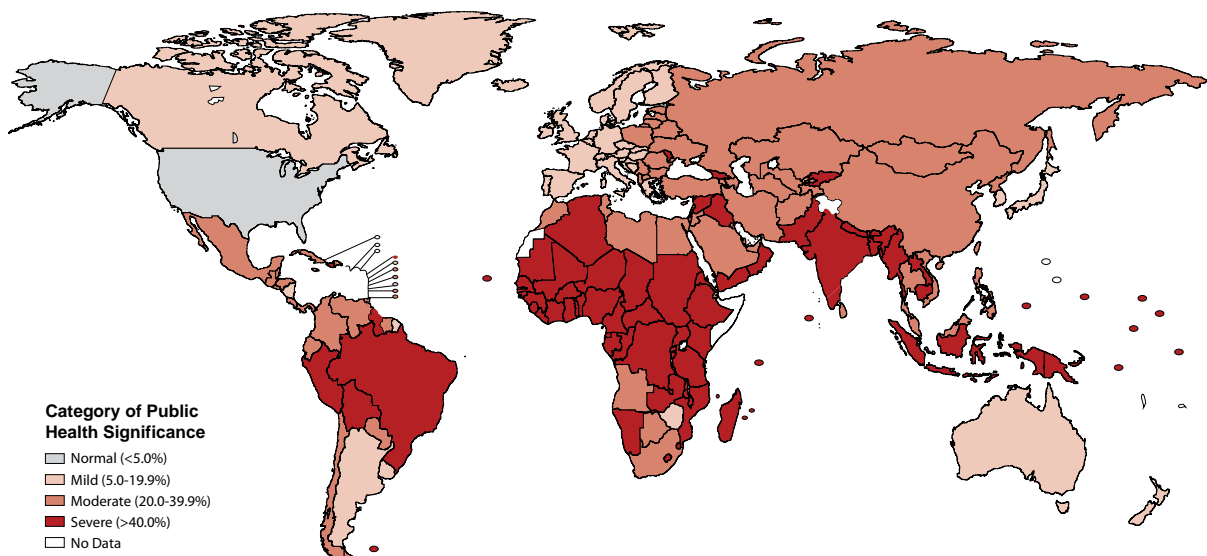 Category of Public
Health Significance
Normal (<5.0%)
Mild (5.0-19.9%)
Moderate (20.0-39.9%)
Severe (>40.0%)
No Data